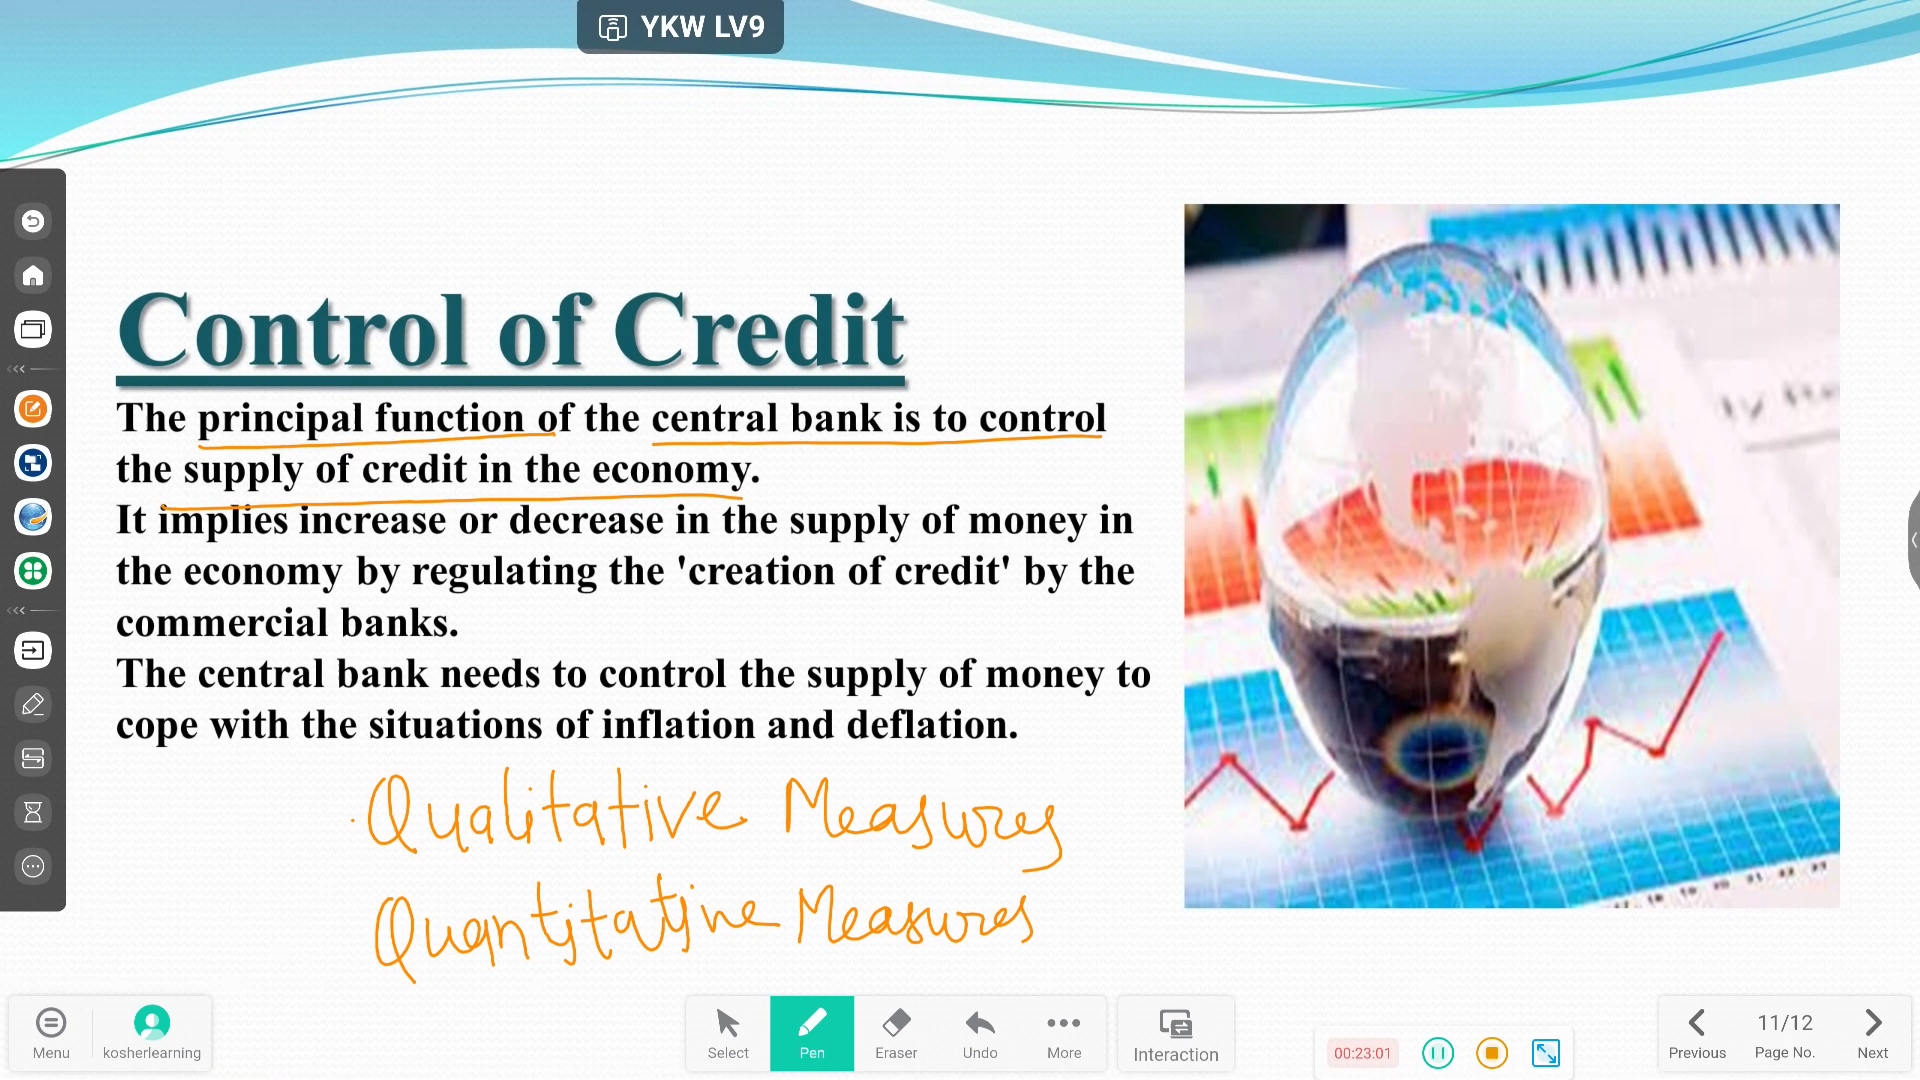 YKW LV9
Control of Credit
The principal function of the central bank is to control
the supply of credit in the economy.
It implies increase or decrease in the supply of money in
the economy by regulating the 'creation of credit' by the
commercial banks.
The central bank needs to control the supply of money to
cope with the situations of inflation and deflation.
Qualitative Measures
Quantitative Measures
Menu
kosherlearning
Select
Pen
Eraser
Undo
More
Interaction
00:23:01
Previous
11/12
Page No.
Next